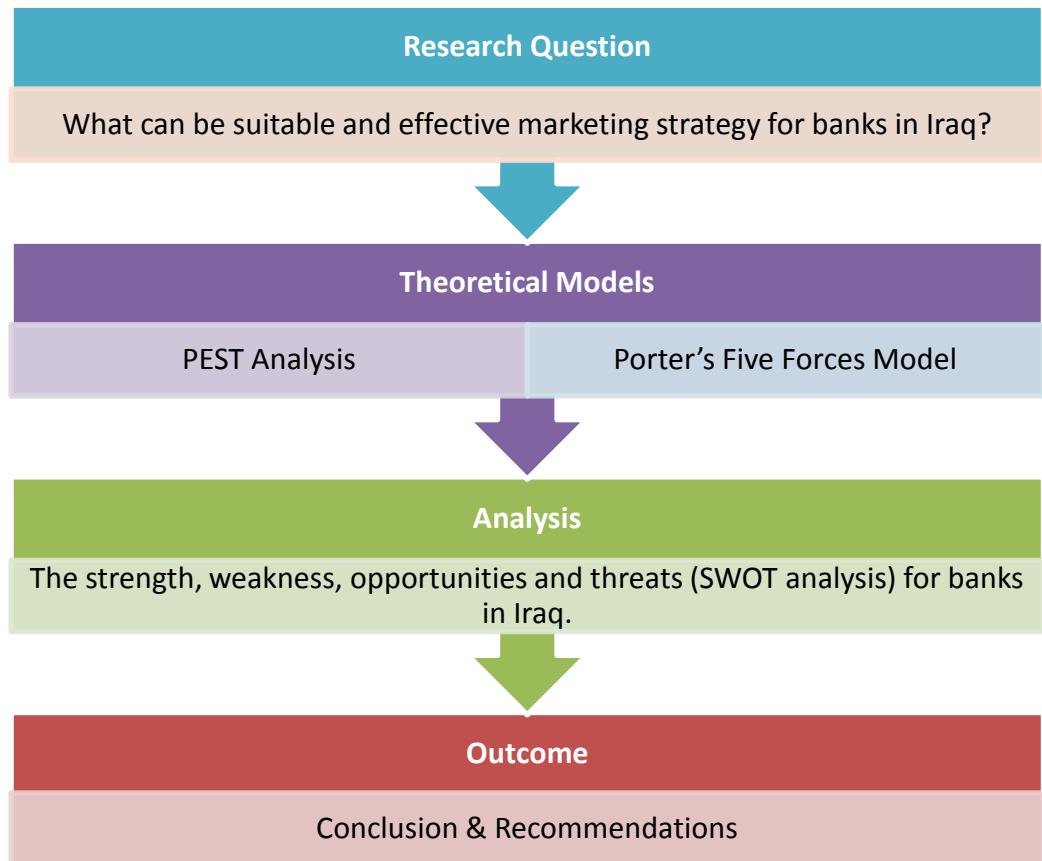 Research Question
What can be suitable and effective marketing strategy for banks in Iraq?
Theoretical Models
PEST Analysis
Porter’s Five Forces Model
Analysis
The strength, weakness, opportunities and threats (SWOT analysis) for banks
in Iraq.
Outcome
Conclusion & Recommendations